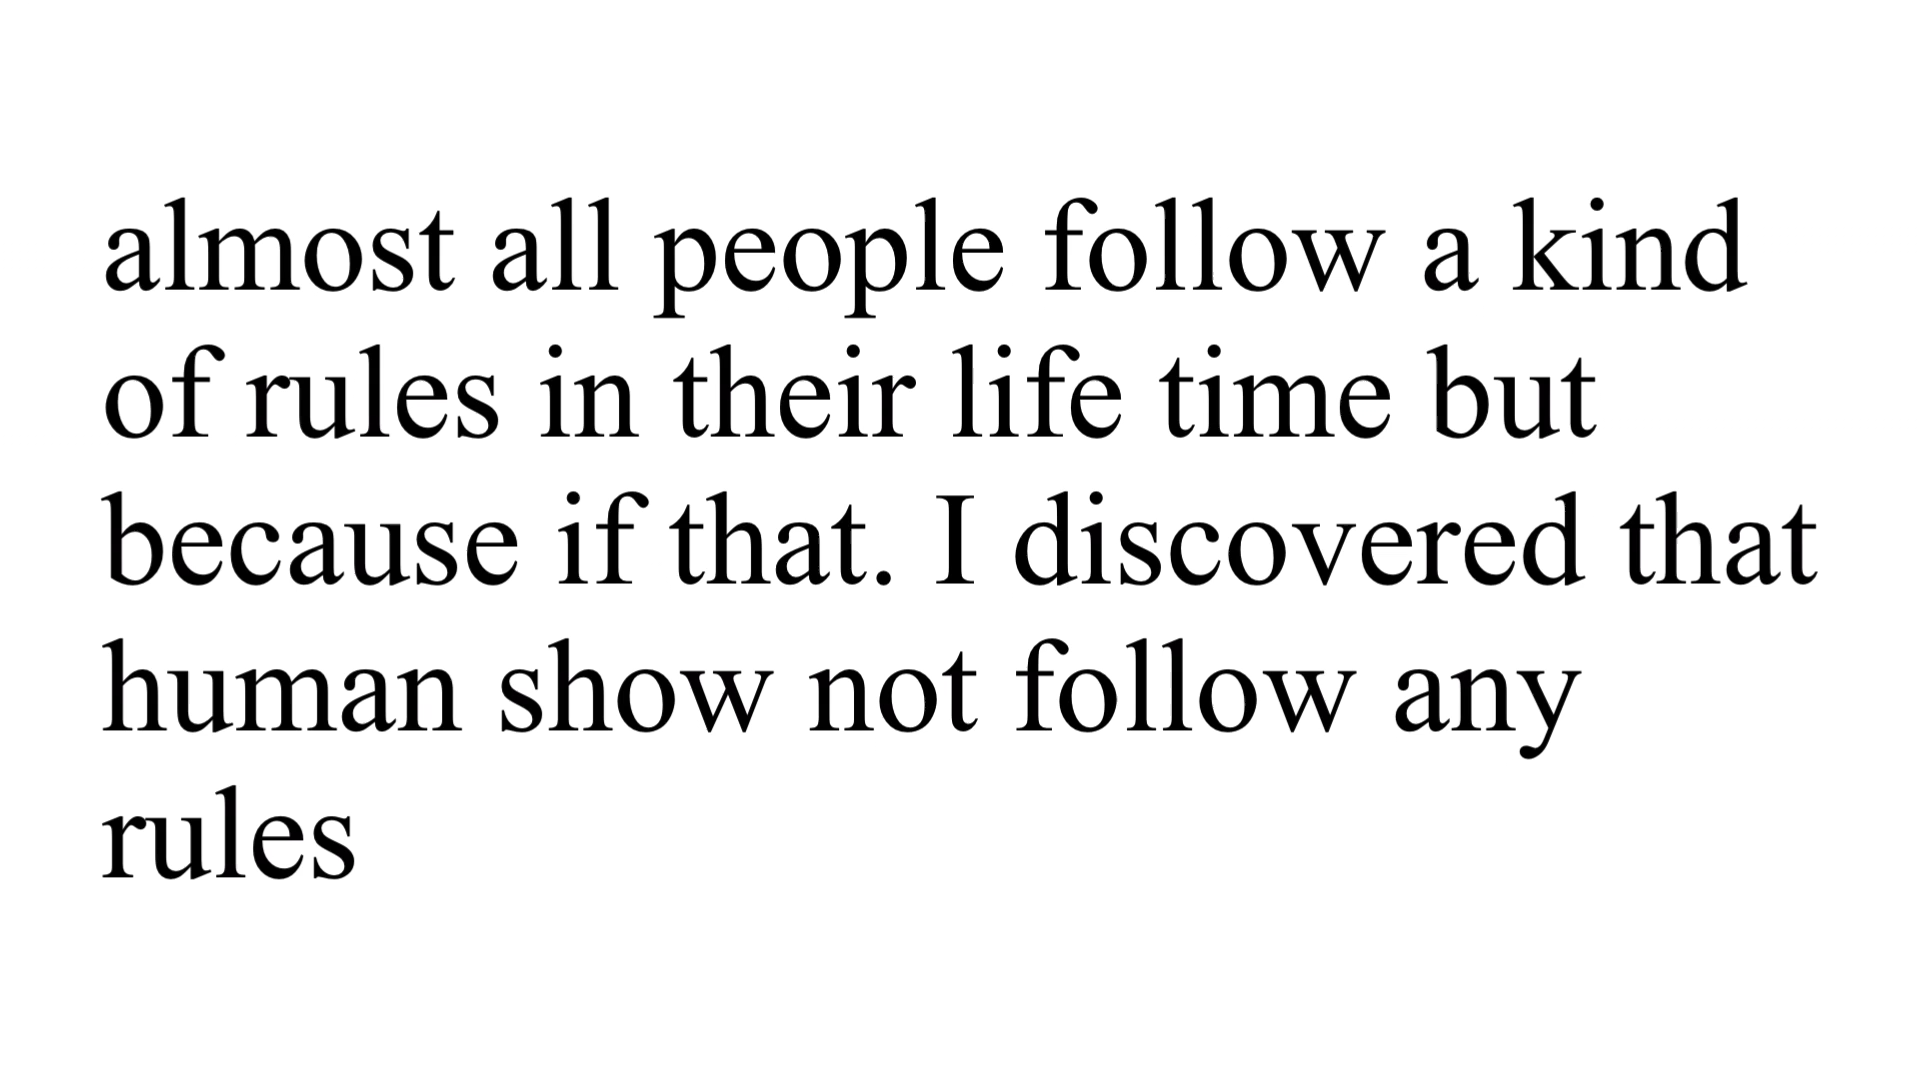 almost all people follow a kind
of rules in their life time but
because if that. I discovered that
human show not follow any
rules